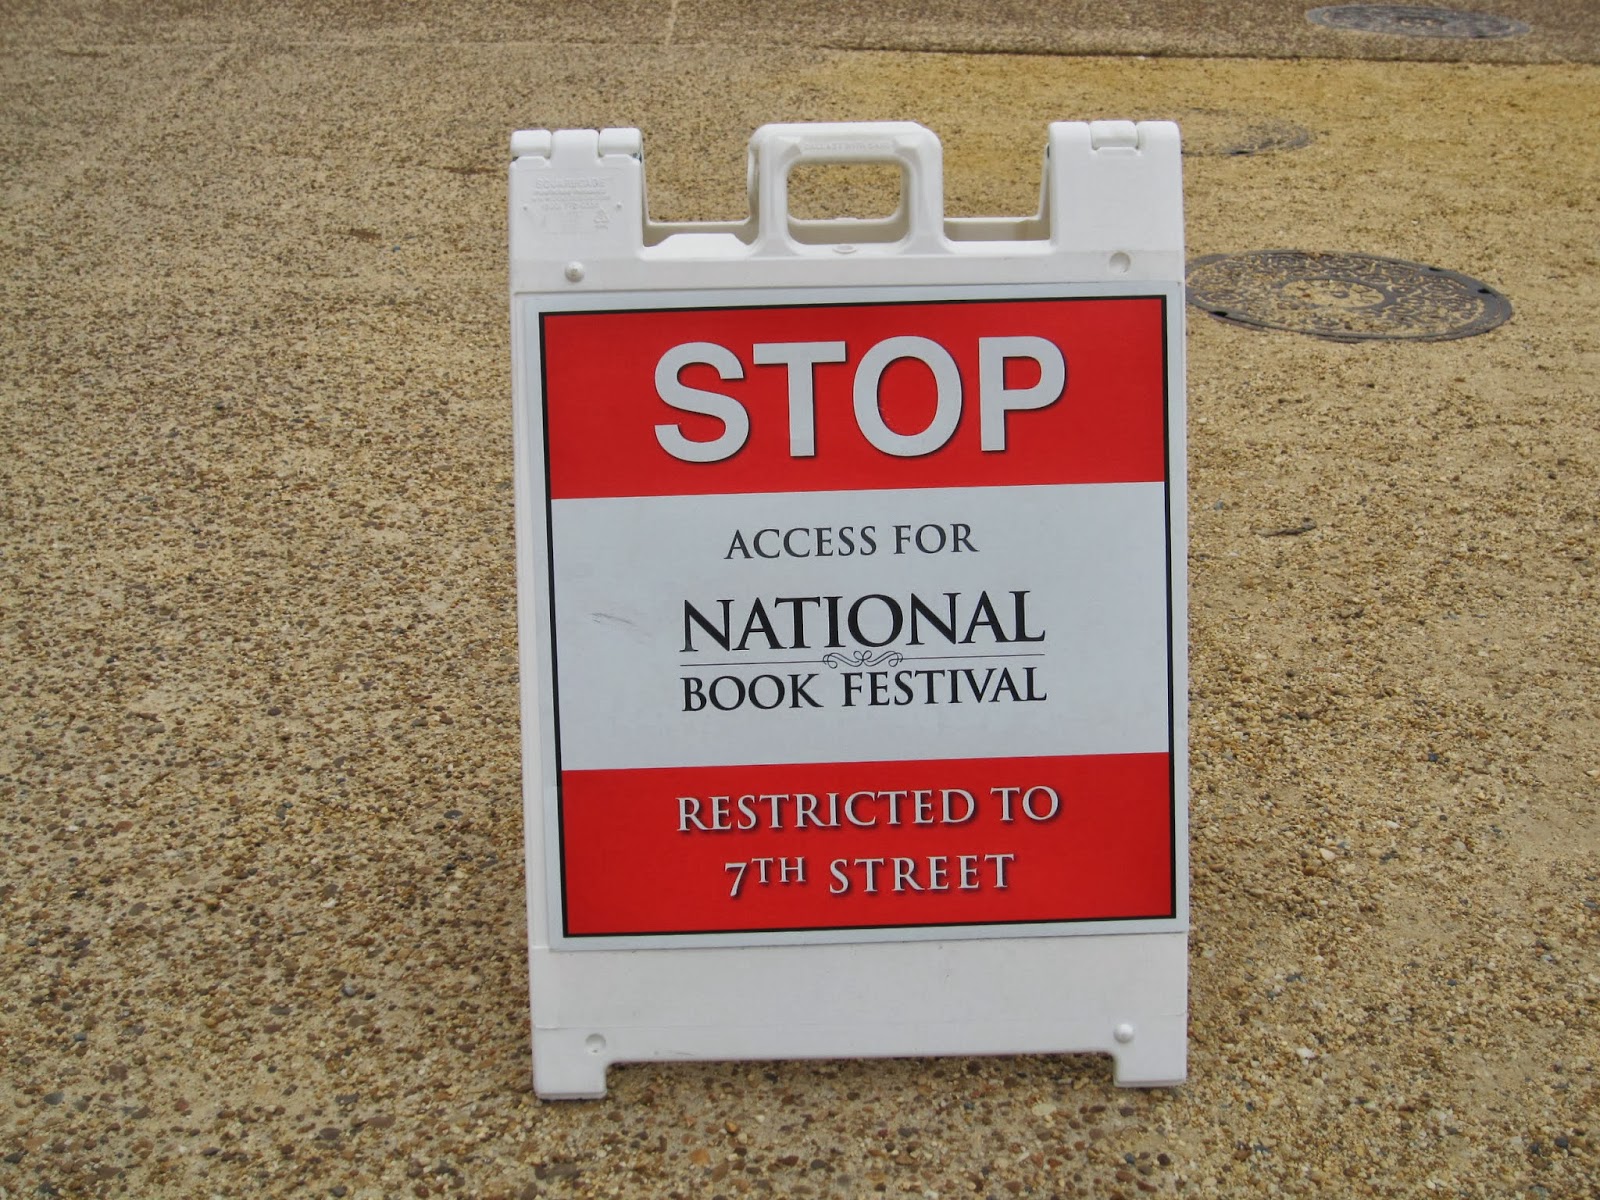 STOP
ACCESS FOR
NATIONAL
BOOK FESTIVAL
RESTRICTED TO
7TH STREET